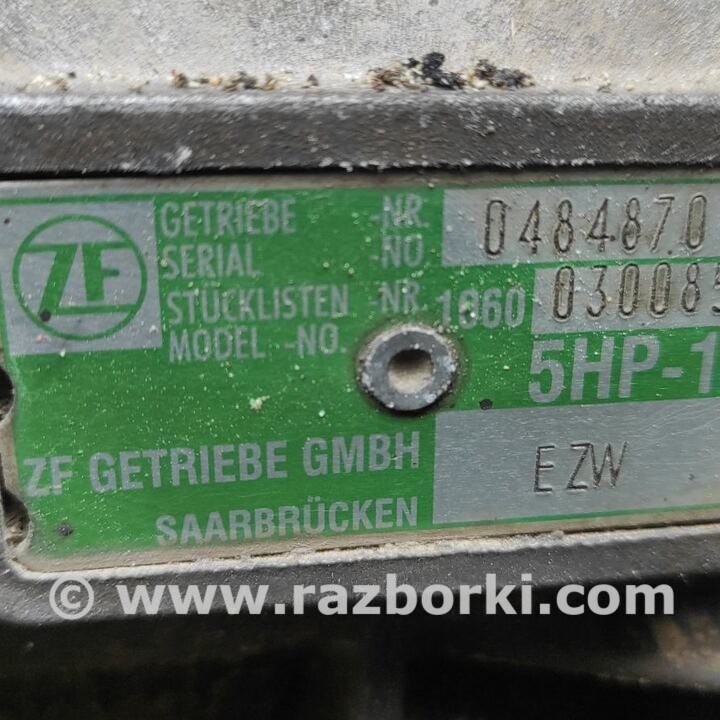 ZF
GETRIEBE -NR. 0484870
SERIAL -NO.
STÜCKLISTEN -NR. 1060 030085
MODEL -NO.
5HP-1
ZF GETRIEBE GMBH EZW
SAARBRÜCKEN
© www.razborki.com